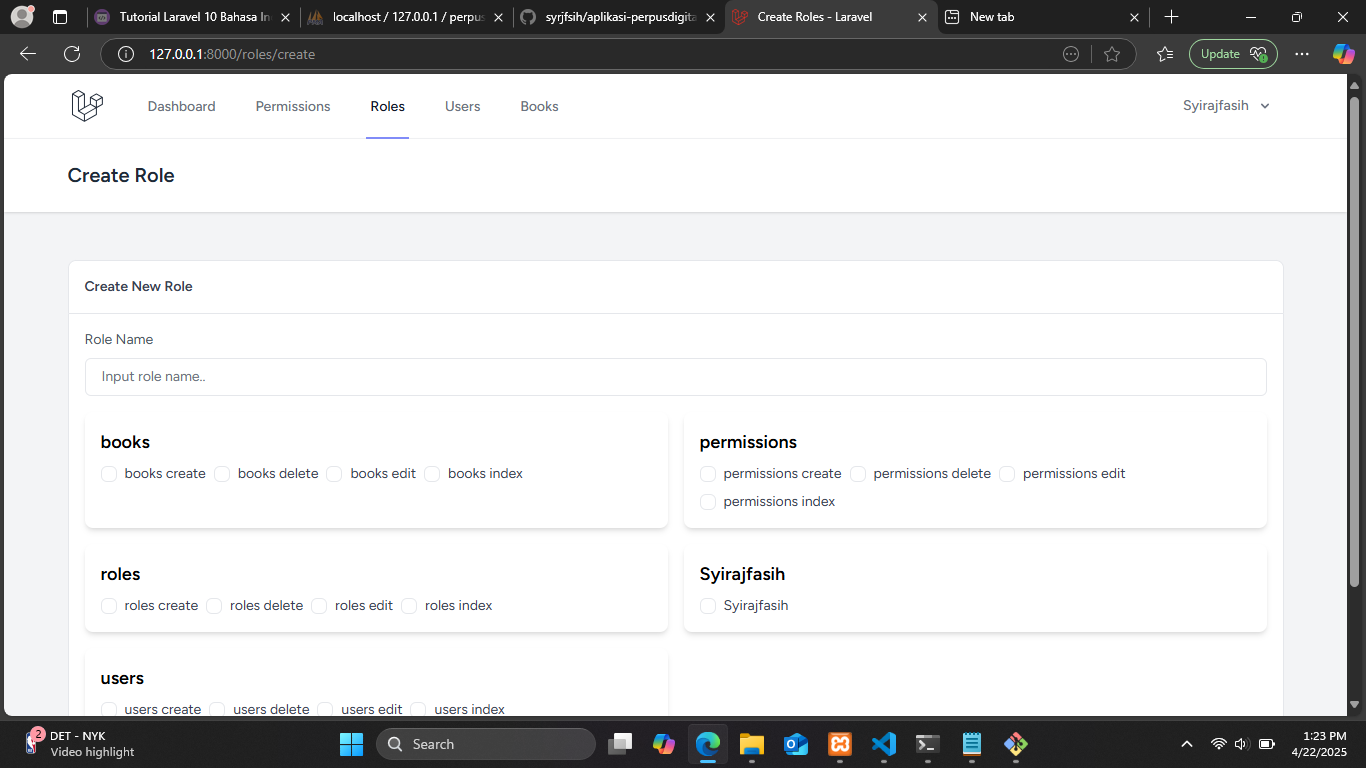 Tutorial Laravel 10 Bahasa In
localhost / 127.0.0.1 / perpus
syrjfsih/aplikasi-perpusdigita
Create Roles - Laravel
New tab
127.0.0.1:8000/roles/create
Update
Dashboard
Permissions
Roles
Users
Books
Syirajfasih
Create Role
Create New Role
Role Name
Input role name..
books
books create
books delete
books edit
books index
permissions
permissions create
permissions delete
permissions edit
permissions index
roles
roles create
roles delete
roles edit
roles index
Syirajfasih
Syirajfasih
users
users create
users delete
users edit
users index
2
DET - NYK
Video highlight
Search
1:23 PM
4/22/2025